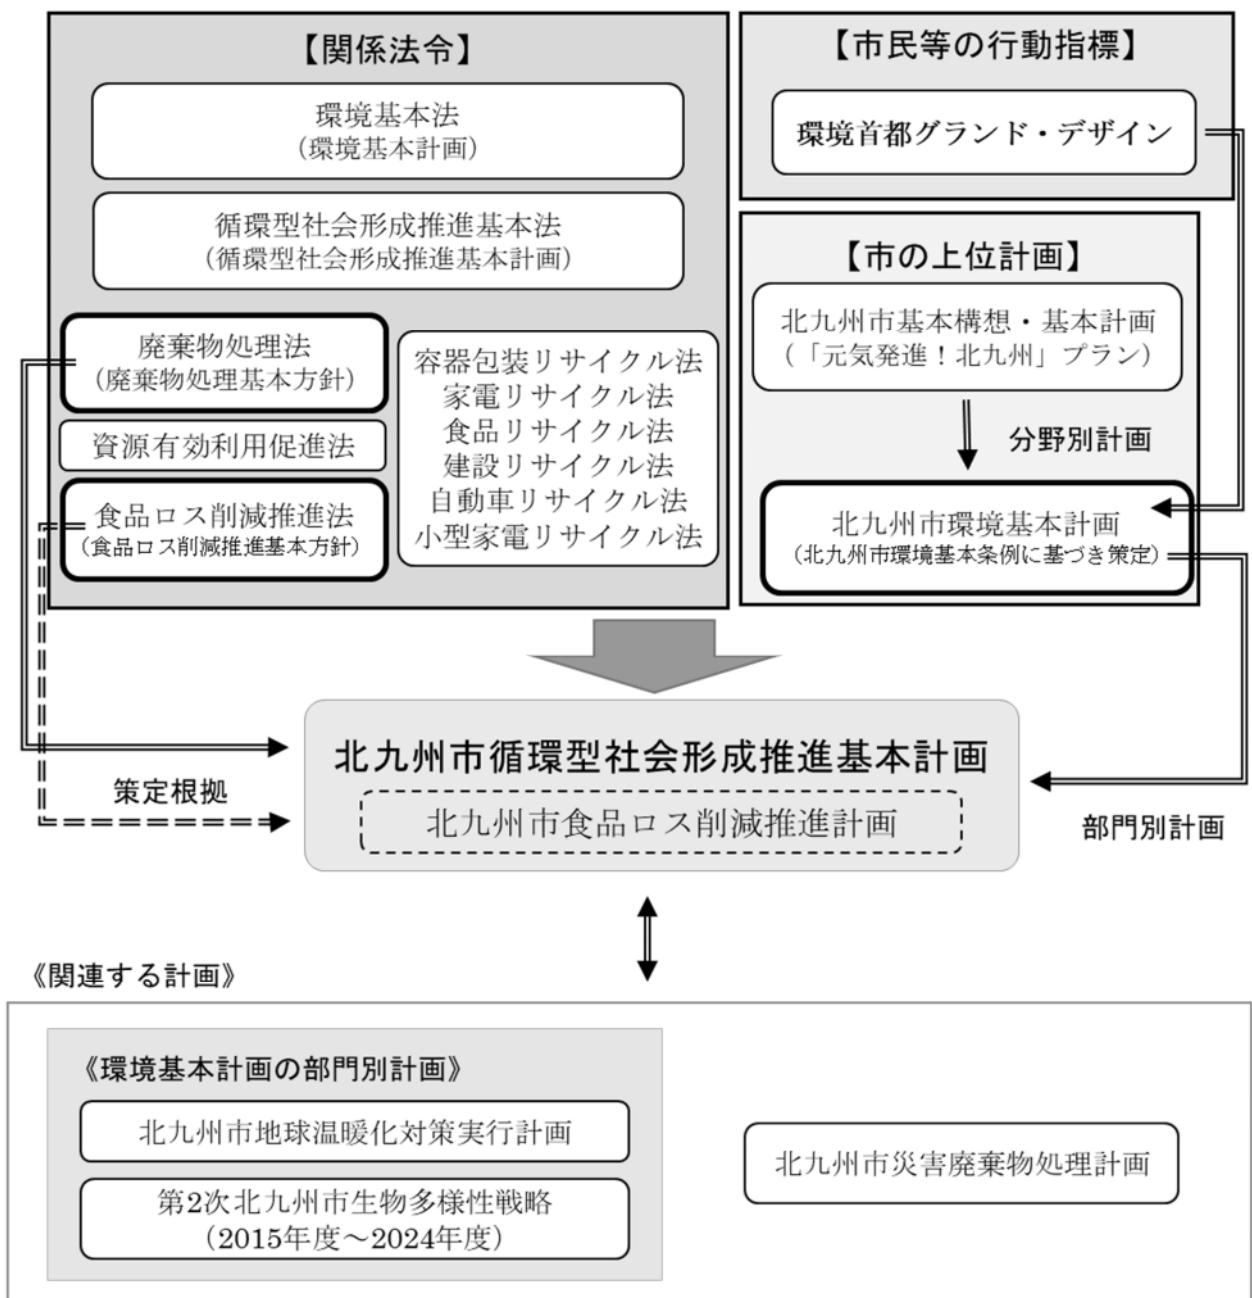 【関係法令】
環境基本法
(環境基本計画)
循環型社会形成推進基本法
(循環型社会形成推進基本計画)
廃棄物処理法
(廃棄物処理基本方針)
資源有効利用促進法
食品ロス削減推進法
(食品ロス削減推進基本方針)
容器包装リサイクル法
家電リサイクル法
食品リサイクル法
建設リサイクル法
自動車リサイクル法
小型家電リサイクル法
【市民等の行動指標】
環境首都グランド・デザイン
【市の上位計画】
北九州市基本構想・基本計画
(「元気発進！北九州」プラン)
分野別計画
北九州市環境基本計画
(北九州市環境基本条例に基づき策定)
北九州市循環型社会形成推進基本計画
北九州市食品ロス削減推進計画
策定根拠
部門別計画
《関連する計画》
《環境基本計画の部門別計画》
北九州市地球温暖化対策実行計画
第2次北九州市生物多様性戦略
(2015年度～2024年度)
北九州市災害廃棄物処理計画